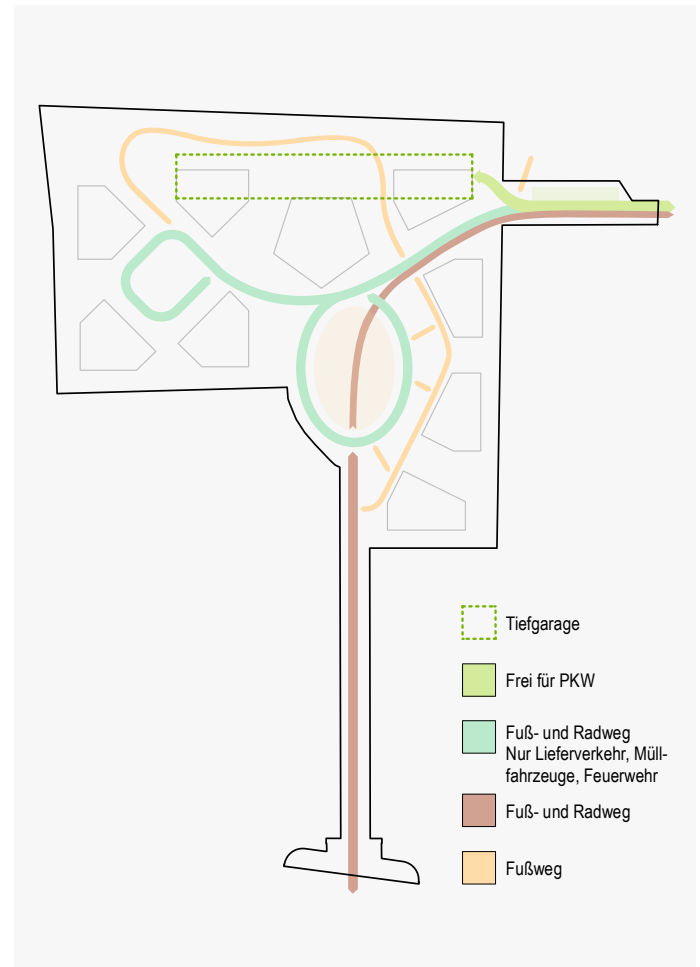 Tiefgarage
Frei für PKW
Fuß- und Radweg
Nur Lieferverkehr, Müll-
fahrzeuge, Feuerwehr
Fuß- und Radweg
Fußweg